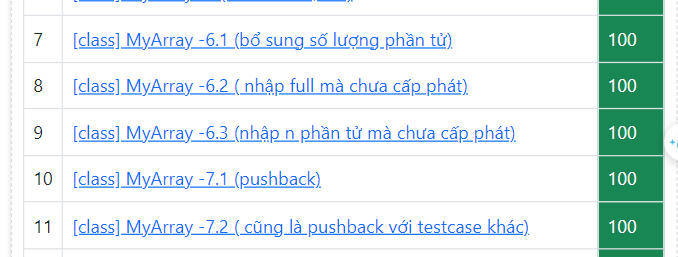 7 [class] MyArray -6.1 (bổ sung số lượng phần tử) 100
8 [class] MyArray -6.2 ( nhập full mà chưa cấp phát) 100
9 [class] MyArray -6.3 (nhập n phần tử mà chưa cấp phát) 100
10 [class] MyArray -7.1 (pushback) 100
11 [class] MyArray -7.2 ( cũng là pushback với testcase khác) 100